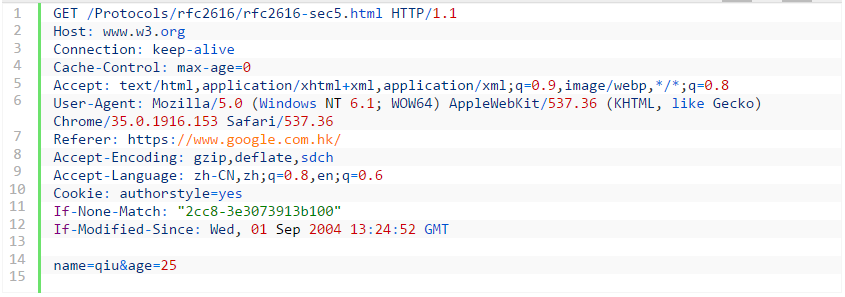 1 GET /Protocols/rfc2616/rfc2616-sec5.html HTTP/1.1
2 Host: www.w3.org
3 Connection: keep-alive
4 Cache-Control: max-age=0
5 Accept: text/html,application/xhtml+xml,application/xml;q=0.9,image/webp,*/*;q=0.8
6 User-Agent: Mozilla/5.0 (Windows NT 6.1; WOW64) AppleWebKit/537.36 (KHTML, like Gecko)
Chrome/35.0.1916.153 Safari/537.36
7 Referer: https://www.google.com.hk/
8 Accept-Encoding: gzip,deflate,sdch
9 Accept-Language: zh-CN,zh;q=0.8,en;q=0.6
10 Cookie: authorstyle=yes
11 If-None-Match: "2cc8-3e3073913b100"
12 If-Modified-Since: Wed, 01 Sep 2004 13:24:52 GMT
13
14 name=qiu&age=25
15